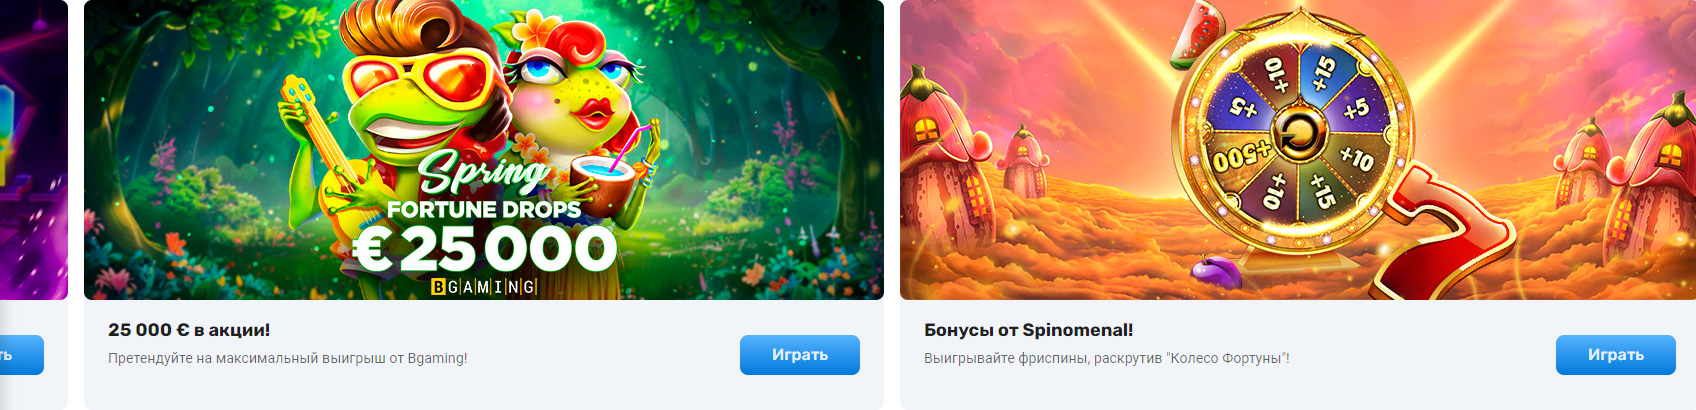 Spring
FORTUNE DROPS
€25 000
BGAMING
+15
+5
+10
+15
+10
+500
+5
+10
ть
25 000 € в акции!
Претендуйте на максимальный выигрыш от Bgaming!
Играть
Бонусы от Spinomenal!
Выигрывайте фриспины, раскрутив "Колесо Фортуны"!
Играть